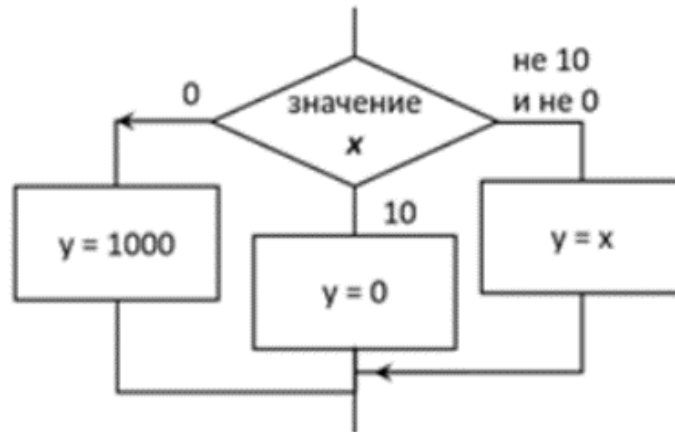 0
значение
x
не 10
и не 0
y = 1000
10
y = 0
y = x